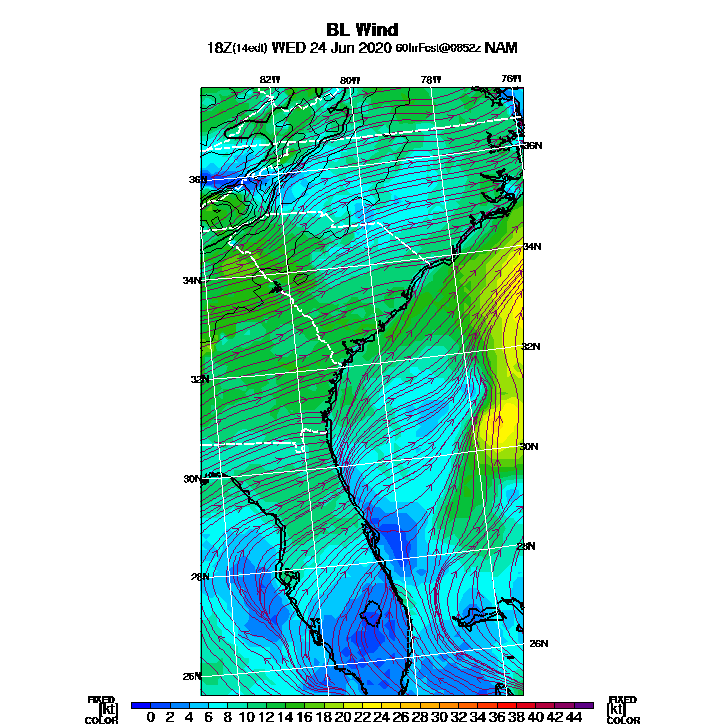 BL Wind
18Z(14edt) WED 24 Jun 2020 60hrFcst@0852z NAM
82W 80W 78W 76W
36N 36N
34N 34N
32N 32N
30N 30N
28N 28N
26N 26N
FIXED FIXED
[kt] 0 2 4 6 8 10 12 14 16 18 20 22 24 26 28 30 32 34 36 38 40 42 44 [kt]
COLOR COLOR